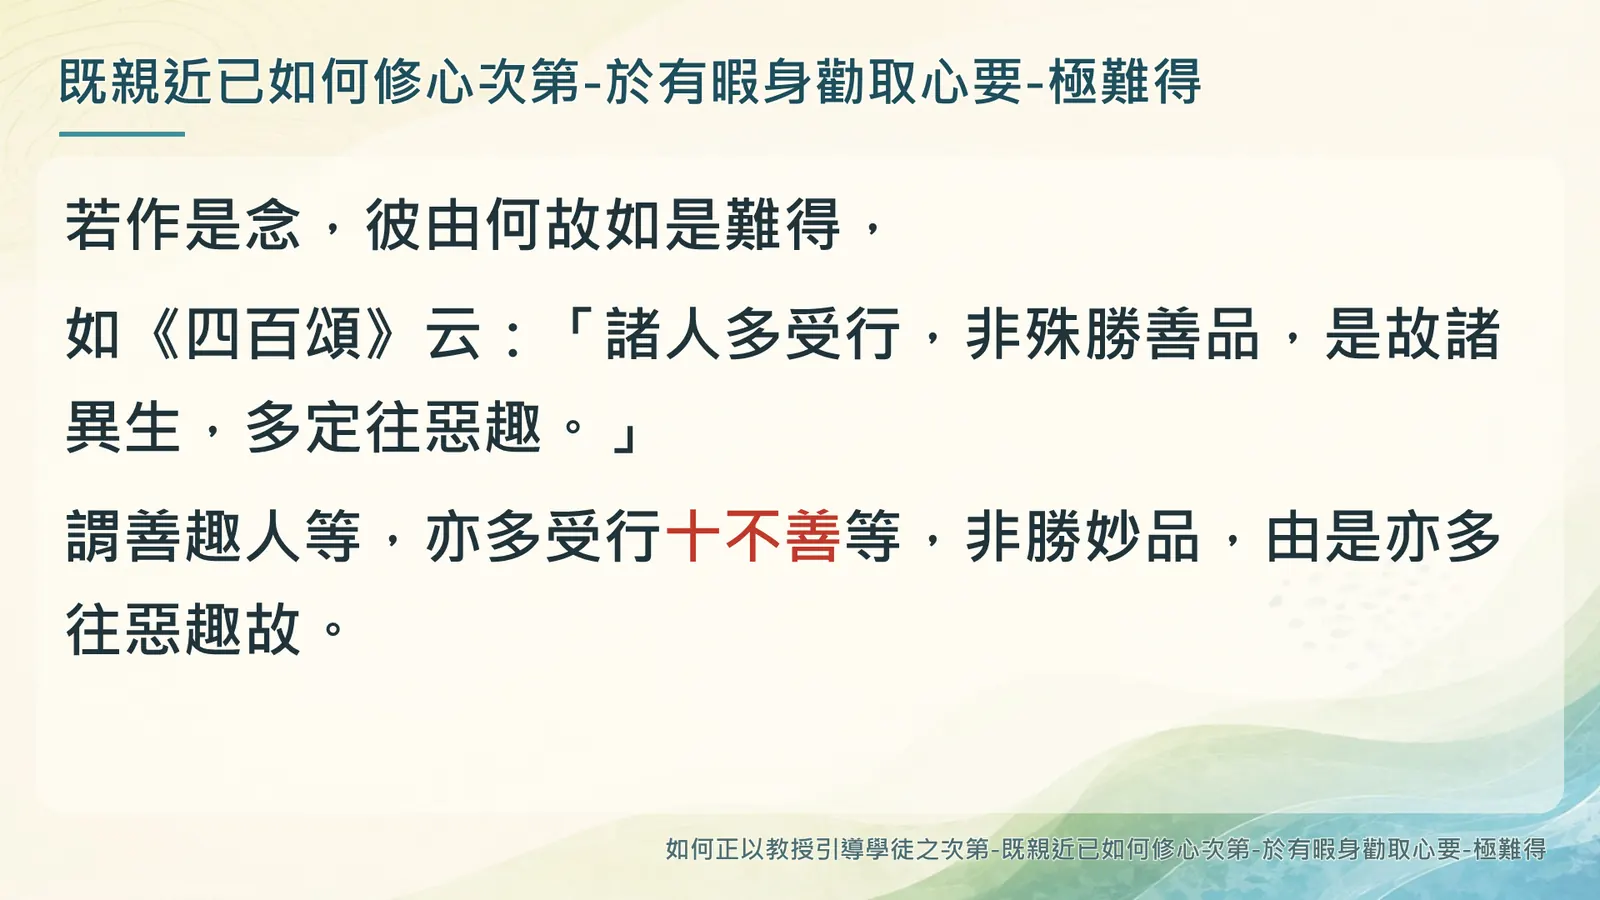 既親近已如何修心次第-於有暇身勸取心要-極難得
若作是念，彼由何故如是難得，
如《四百頌》云：「諸人多受行，非殊勝善品，是故諸
異生，多定往惡趣。」
謂善趣人等，亦多受行十不善等，非勝妙品，由是亦多
往惡趣故。
如何正以教授引導學徒之次第-既親近已如何修心次第-於有暇身勸取心要-極難得